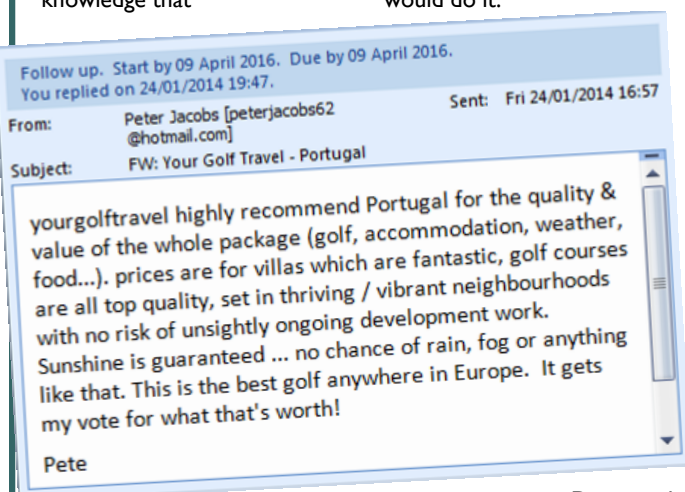 knowledge that
would do it.
Follow up. Start by 09 April 2016. Due by 09 April 2016.
You replied on 24/01/2014 19:47.
From: Peter Jacobs [peterjacobs62
@hotmail.com]
Sent: Fri 24/01/2014 16:57
Subject: FW: Your Golf Travel - Portugal
yourgolftravel highly recommend Portugal for the quality &
value of the whole package (golf, accommodation, weather,
food...). prices are for villas which are fantastic, golf courses
are all top quality, set in thriving / vibrant neighbourhoods
with no risk of unsightly ongoing development work.
Sunshine is guaranteed ... no chance of rain, fog or anything
like that. This is the best golf anywhere in Europe. It gets
my vote for what that's worth!
Pete